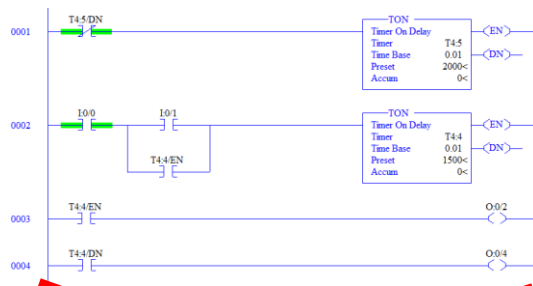 T4:5/DN
0001
TON
Timer On Delay
Timer T4:5
Time Base 0.01
Preset 2000<
Accum 0<
EN
DN
I:0/0
I:0/1
0002
T4:4/EN
TON
Timer On Delay
Timer T4:4
Time Base 0.01
Preset 1500<
Accum 0<
EN
DN
T4:4/EN
O:0/2
0003
T4:4/DN
O:0/4
0004